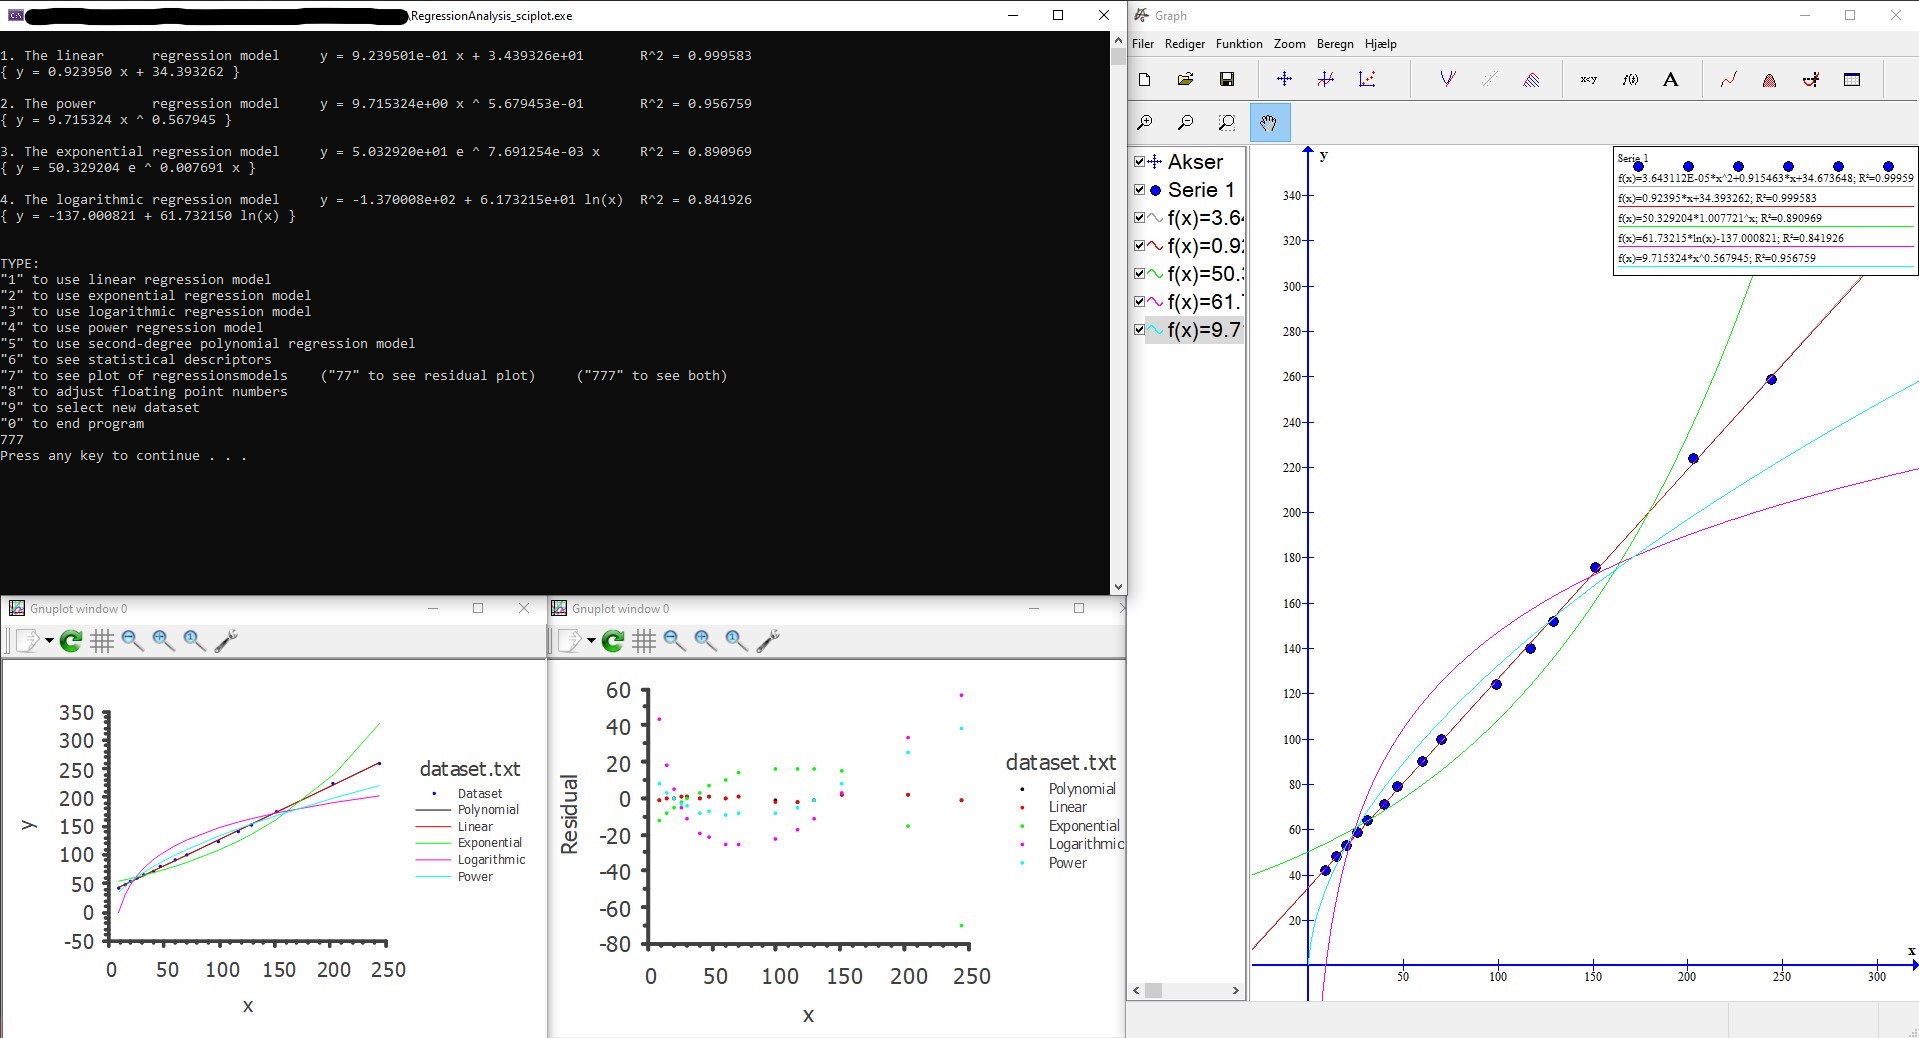 \RegressionAnalysis_sciplot.exe
1. The linear regression model y = 9.239501e-01 x + 3.439326e+01 R^2 = 0.999583
{ y = 0.923950 x + 34.393262 }
2. The power regression model y = 9.715324e+00 x ^ 5.679453e-01 R^2 = 0.956759
{ y = 9.715324 x ^ 0.567945 }
3. The exponential regression model y = 5.032920e+01 e ^ 7.691254e-03 x R^2 = 0.890969
{ y = 50.329204 e ^ 0.007691 x }
4. The logarithmic regression model y = -1.370008e+02 + 6.173215e+01 ln(x) R^2 = 0.841926
{ y = -137.000821 + 61.732150 ln(x) }
TYPE:
"1" to use linear regression model
"2" to use exponential regression model
"3" to use logarithmic regression model
"4" to use power regression model
"5" to use second-degree polynomial regression model
"6" to see statistical descriptors
"7" to see plot of regressionsmodels ("77" to see residual plot) ("777" to see both)
"8" to adjust floating point numbers
"9" to select new dataset
"0" to end program
777
Press any key to continue . . .
Gnuplot window 0
350
300
250
200
150
100
50
0
-50
0 50 100 150 200 250
x
y
dataset.txt
Dataset
Polynomial
Linear
Exponential
Logarithmic
Power
Gnuplot window 0
60
40
20
0
-20
-40
-60
-80
0 50 100 150 200 250
x
Residual
dataset.txt
Polynomial
Linear
Exponential
Logarithmic
Power
Graph
Filer Rediger Funktion Zoom Beregn Hjælp
x<y f(x) A
Akser
Serie 1
f(x)=3.64
f(x)=0.92
f(x)=50.3
f(x)=61.7
f(x)=9.7
y
Serie 1
f(x)=3.643112E-05*x^2+0.915463*x+34.673648; R²=0.99959
f(x)=0.92395*x+34.393262; R²=0.999583
f(x)=50.329204*1.007721^x; R²=0.890969
f(x)=61.73215*ln(x)-137.000821; R²=0.841926
f(x)=9.715324*x^0.567945; R²=0.956759
340
320
300
280
260
240
220
200
180
160
140
120
100
80
60
40
20
x
50 100 150 200 250 300